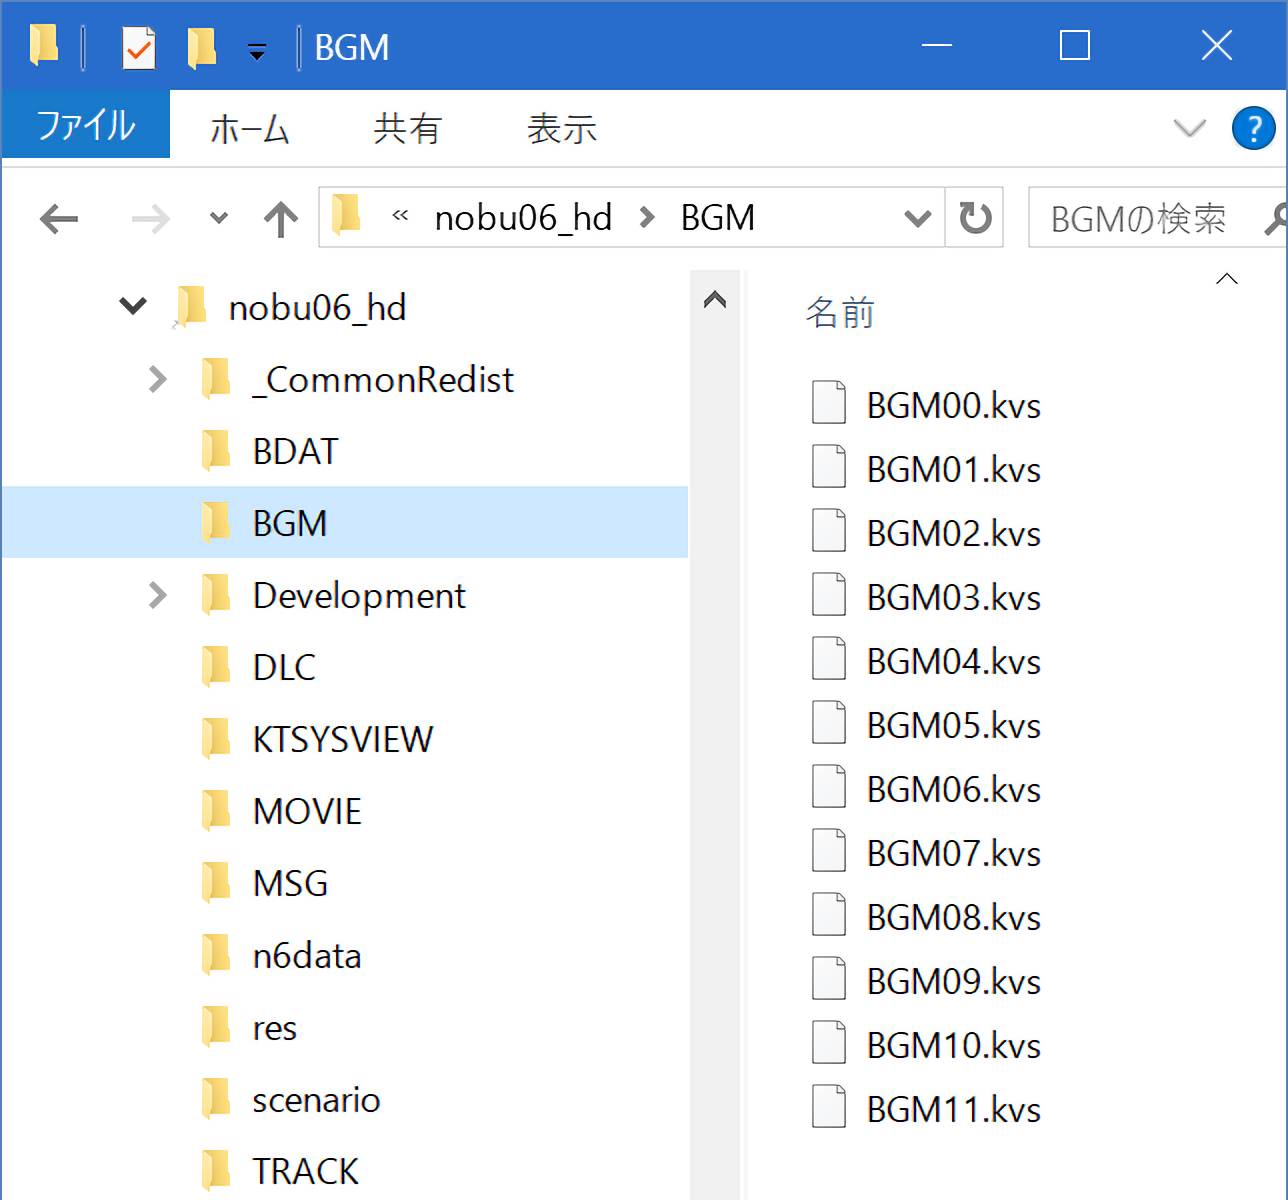 BGM
ファイル ホーム 共有 表示 ?
« nobu06_hd > BGM BGMの検索
nobu06_hd
_CommonRedist
BDAT
BGM
Development
DLC
KTSYSVIEW
MOVIE
MSG
n6data
res
scenario
TRACK
名前
BGM00.kvs
BGM01.kvs
BGM02.kvs
BGM03.kvs
BGM04.kvs
BGM05.kvs
BGM06.kvs
BGM07.kvs
BGM08.kvs
BGM09.kvs
BGM10.kvs
BGM11.kvs